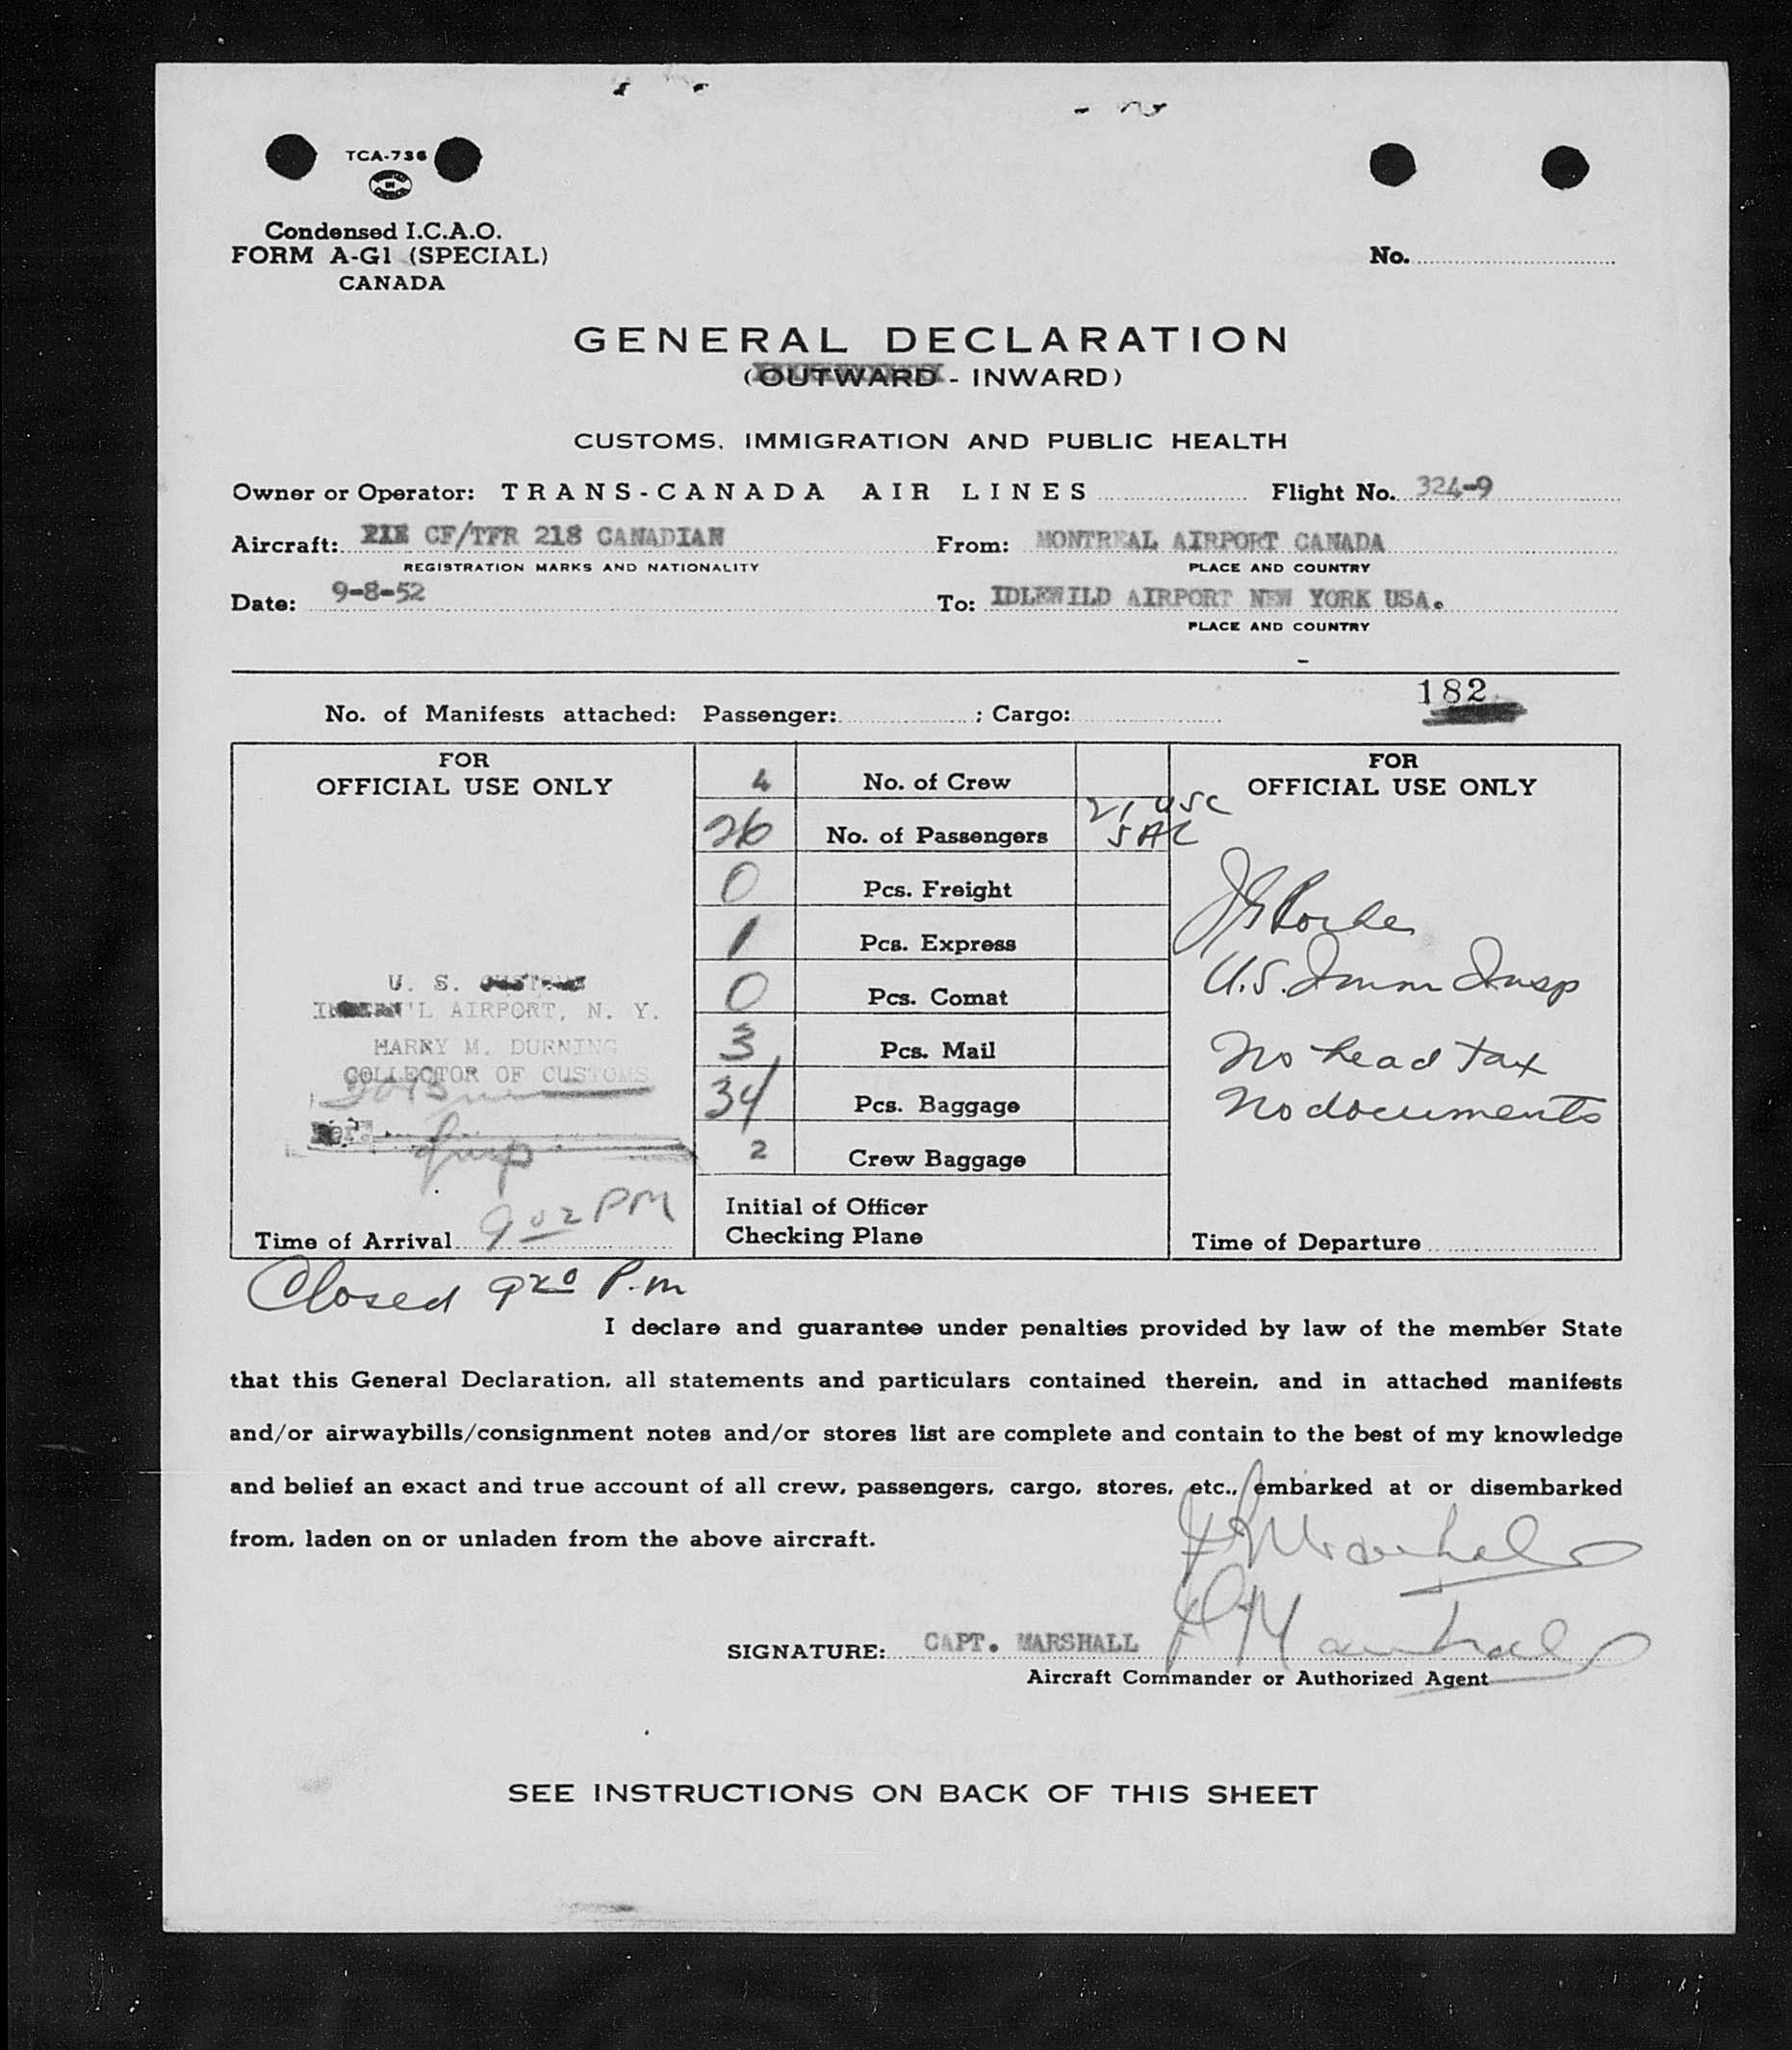 TCA-736
Condensed I.C.A.O.
FORM A-G1 (SPECIAL)
CANADA
No.
GENERAL DECLARATION
(OUTWARD - INWARD)
CUSTOMS, IMMIGRATION AND PUBLIC HEALTH
Owner or Operator: TRANS-CANADA AIR LINES Flight No. 324-9
Aircraft: CF/TFR 218 CANADIAN From: MONTREAL AIRPORT CANADA
REGISTRATION MARKS AND NATIONALITY PLACE AND COUNTRY
Date: 9-8-52 To: IDLEWILD AIRPORT NEW YORK USA.
PLACE AND COUNTRY
182
No. of Manifests attached: Passenger: ; Cargo:
FOR
OFFICIAL USE ONLY
U. S. CUSTOMS
'L AIRPORT, N. Y.
HARRY M. DURNING
COLLECTOR OF CUSTOMS
Insp
Time of Arrival 9 02 PM
4 No. of Crew
26 No. of Passengers 21 USC
5 AC
0 Pcs. Freight
1 Pcs. Express
0 Pcs. Comat
3 Pcs. Mail
34 Pcs. Baggage
2 Crew Baggage
Initial of Officer
Checking Plane
FOR
OFFICIAL USE ONLY
U.S. Imm Insp
No head tax
No documents
Time of Departure
Closed 9 20 P.m
I declare and guarantee under penalties provided by law of the member State
that this General Declaration, all statements and particulars contained therein, and in attached manifests
and/or airwaybills/consignment notes and/or stores list are complete and contain to the best of my knowledge
and belief an exact and true account of all crew, passengers, cargo, stores, etc., embarked at or disembarked
from, laden on or unladen from the above aircraft.
Marshall
SIGNATURE: CAPT. MARSHALL Marshall
Aircraft Commander or Authorized Agent
SEE INSTRUCTIONS ON BACK OF THIS SHEET